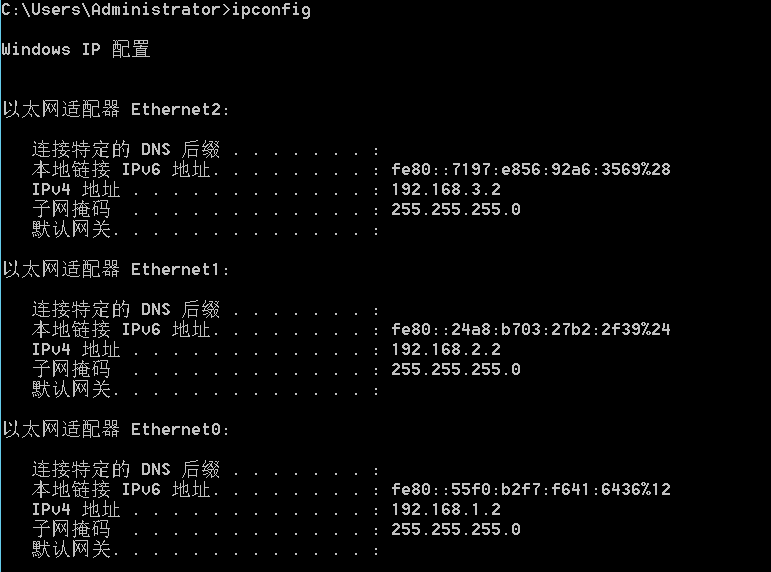 C:\Users\Administrator>ipconfig
Windows IP 配置
以太网适配器 Ethernet2:
连接特定的 DNS 后缀 . . . . . . . :
本地链接 IPv6 地址. . . . . . . . : fe80::7197:e856:92a6:3569%28
IPv4 地址 . . . . . . . . . . . . : 192.168.3.2
子网掩码 . . . . . . . . . . . . : 255.255.255.0
默认网关. . . . . . . . . . . . . :
以太网适配器 Ethernet1:
连接特定的 DNS 后缀 . . . . . . . :
本地链接 IPv6 地址. . . . . . . . : fe80::24a8:b703:27b2:2f39%24
IPv4 地址 . . . . . . . . . . . . : 192.168.2.2
子网掩码 . . . . . . . . . . . . : 255.255.255.0
默认网关. . . . . . . . . . . . . :
以太网适配器 Ethernet0:
连接特定的 DNS 后缀 . . . . . . . :
本地链接 IPv6 地址. . . . . . . . : fe80::55f0:b2f7:f641:6436%12
IPv4 地址 . . . . . . . . . . . . : 192.168.1.2
子网掩码 . . . . . . . . . . . . : 255.255.255.0
默认网关. . . . . . . . . . . . . :